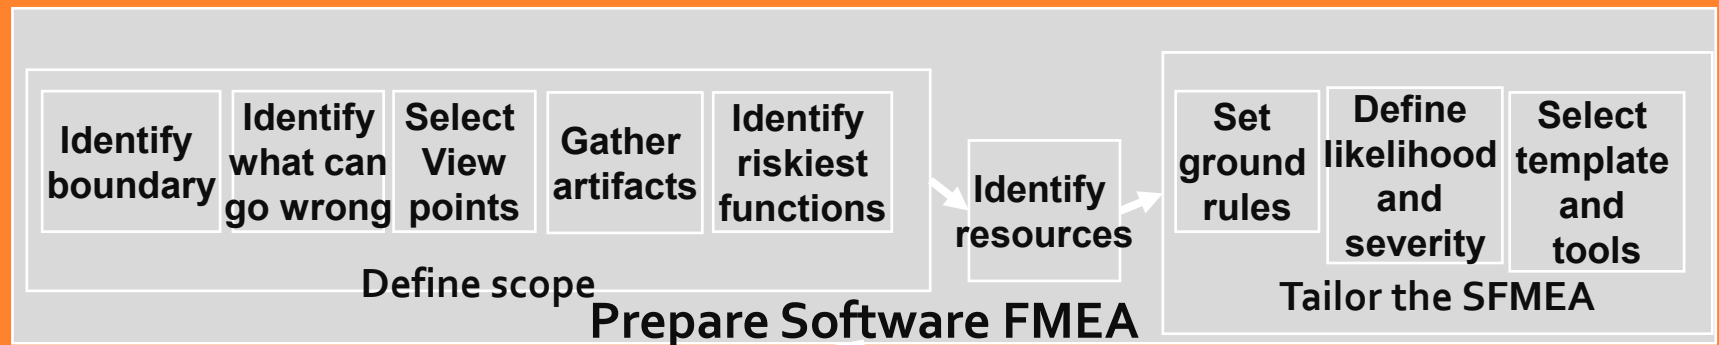 Identify
boundary
Identify
what can
go wrong
Select
View
points
Gather
artifacts
Identify
riskiest
functions
Define scope
Identify
resources
Set
ground
rules
Define
likelihood
and
severity
Select
template
and
tools
Tailor the SFMEA
Prepare Software FMEA